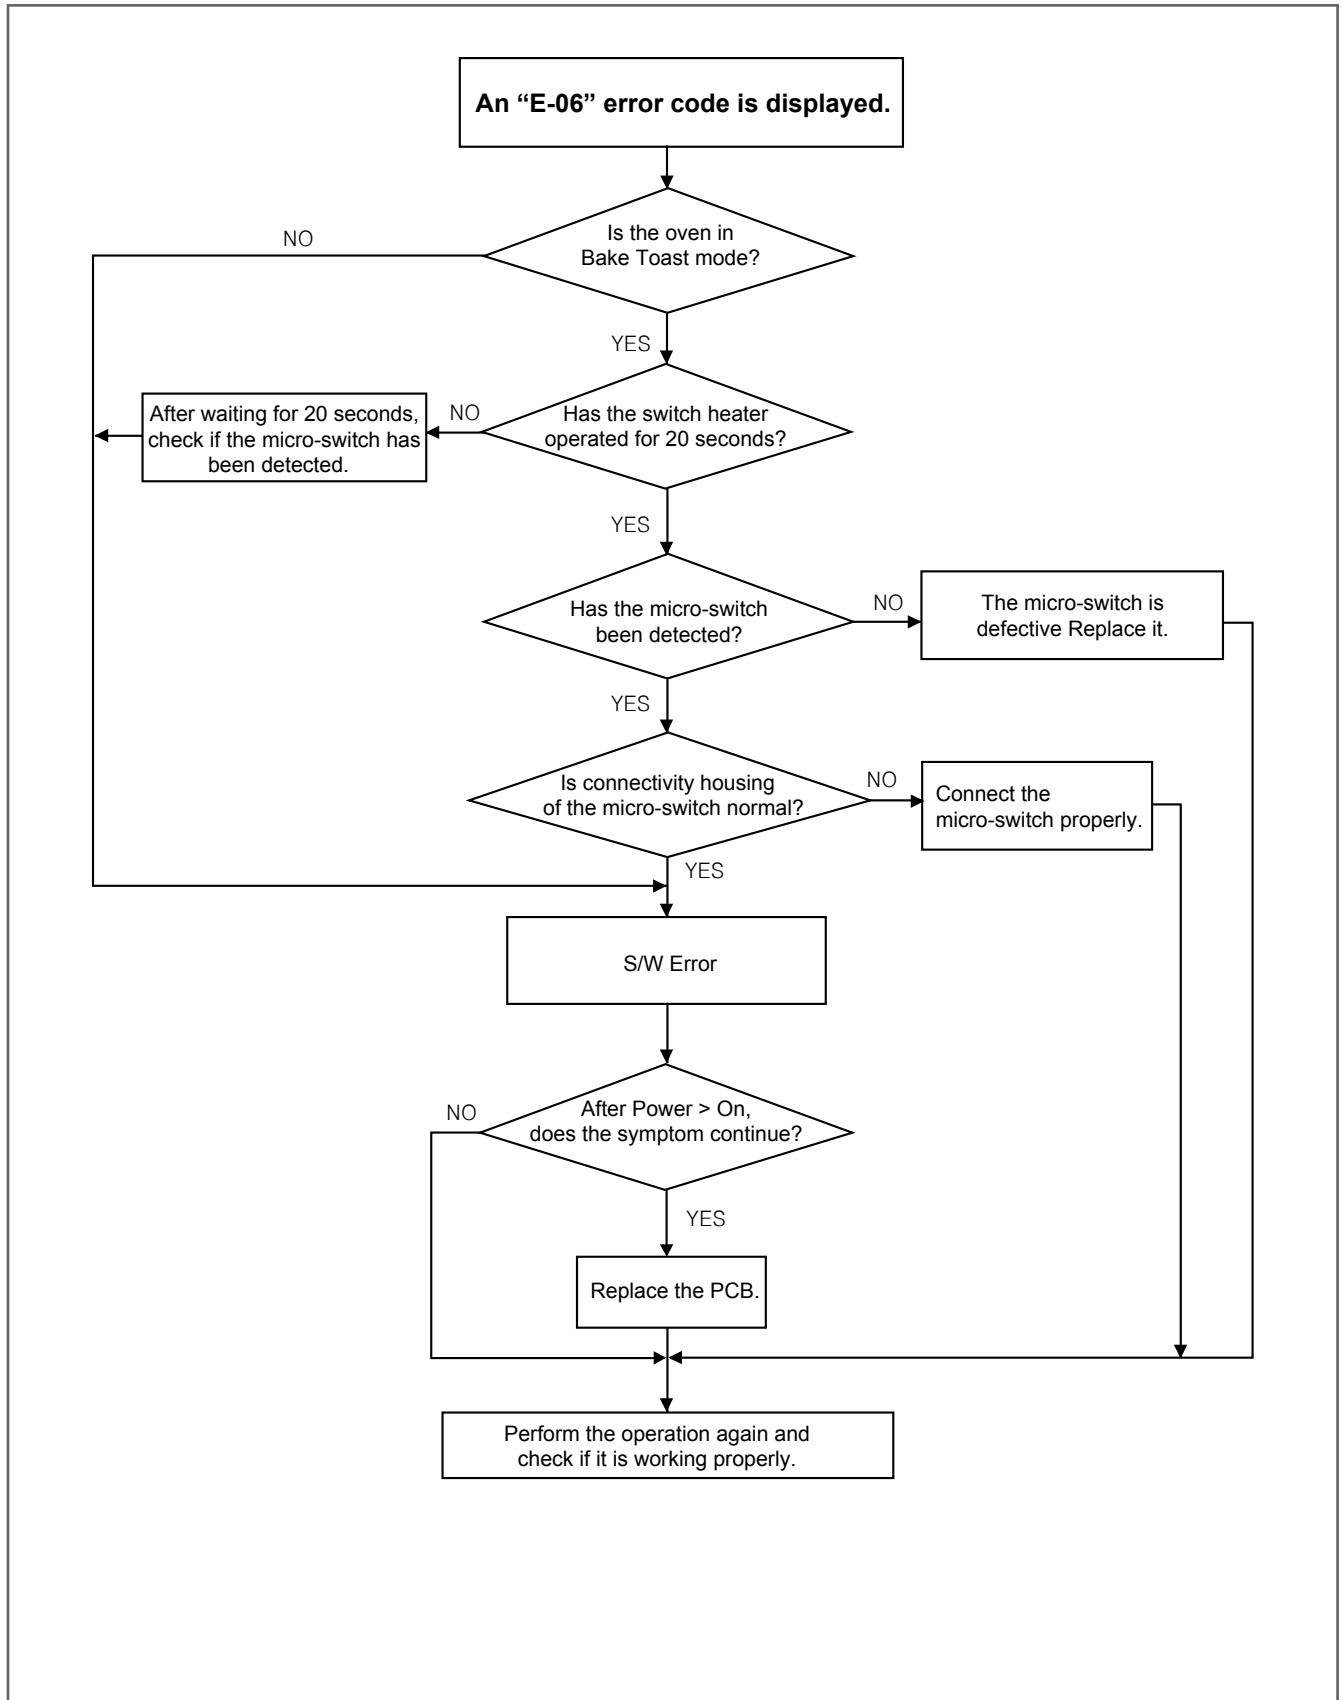 An “E-06” error code is displayed.
Is the oven in
Bake Toast mode?
NO
YES
Has the switch heater
operated for 20 seconds?
NO
After waiting for 20 seconds,
check if the micro-switch has
been detected.
YES
Has the micro-switch
been detected?
NO
The micro-switch is
defective Replace it.
YES
Is connectivity housing
of the micro-switch normal?
NO
Connect the
micro-switch properly.
YES
S/W Error
After Power > On,
does the symptom continue?
NO
YES
Replace the PCB.
Perform the operation again and
check if it is working properly.